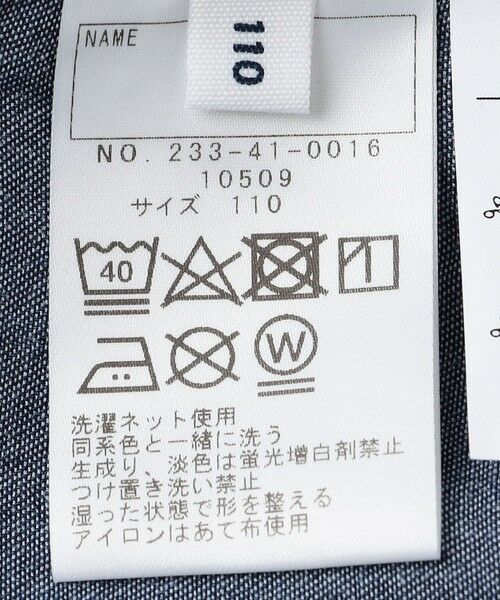 NAME
110
NO. 233-41-0016
10509
サイズ 110
40
W
洗濯ネット使用
同系色と一緒に洗う
生成り、淡色は蛍光増白剤禁止
つけ置き洗い禁止
湿った状態で形を整える
アイロンはあて布使用